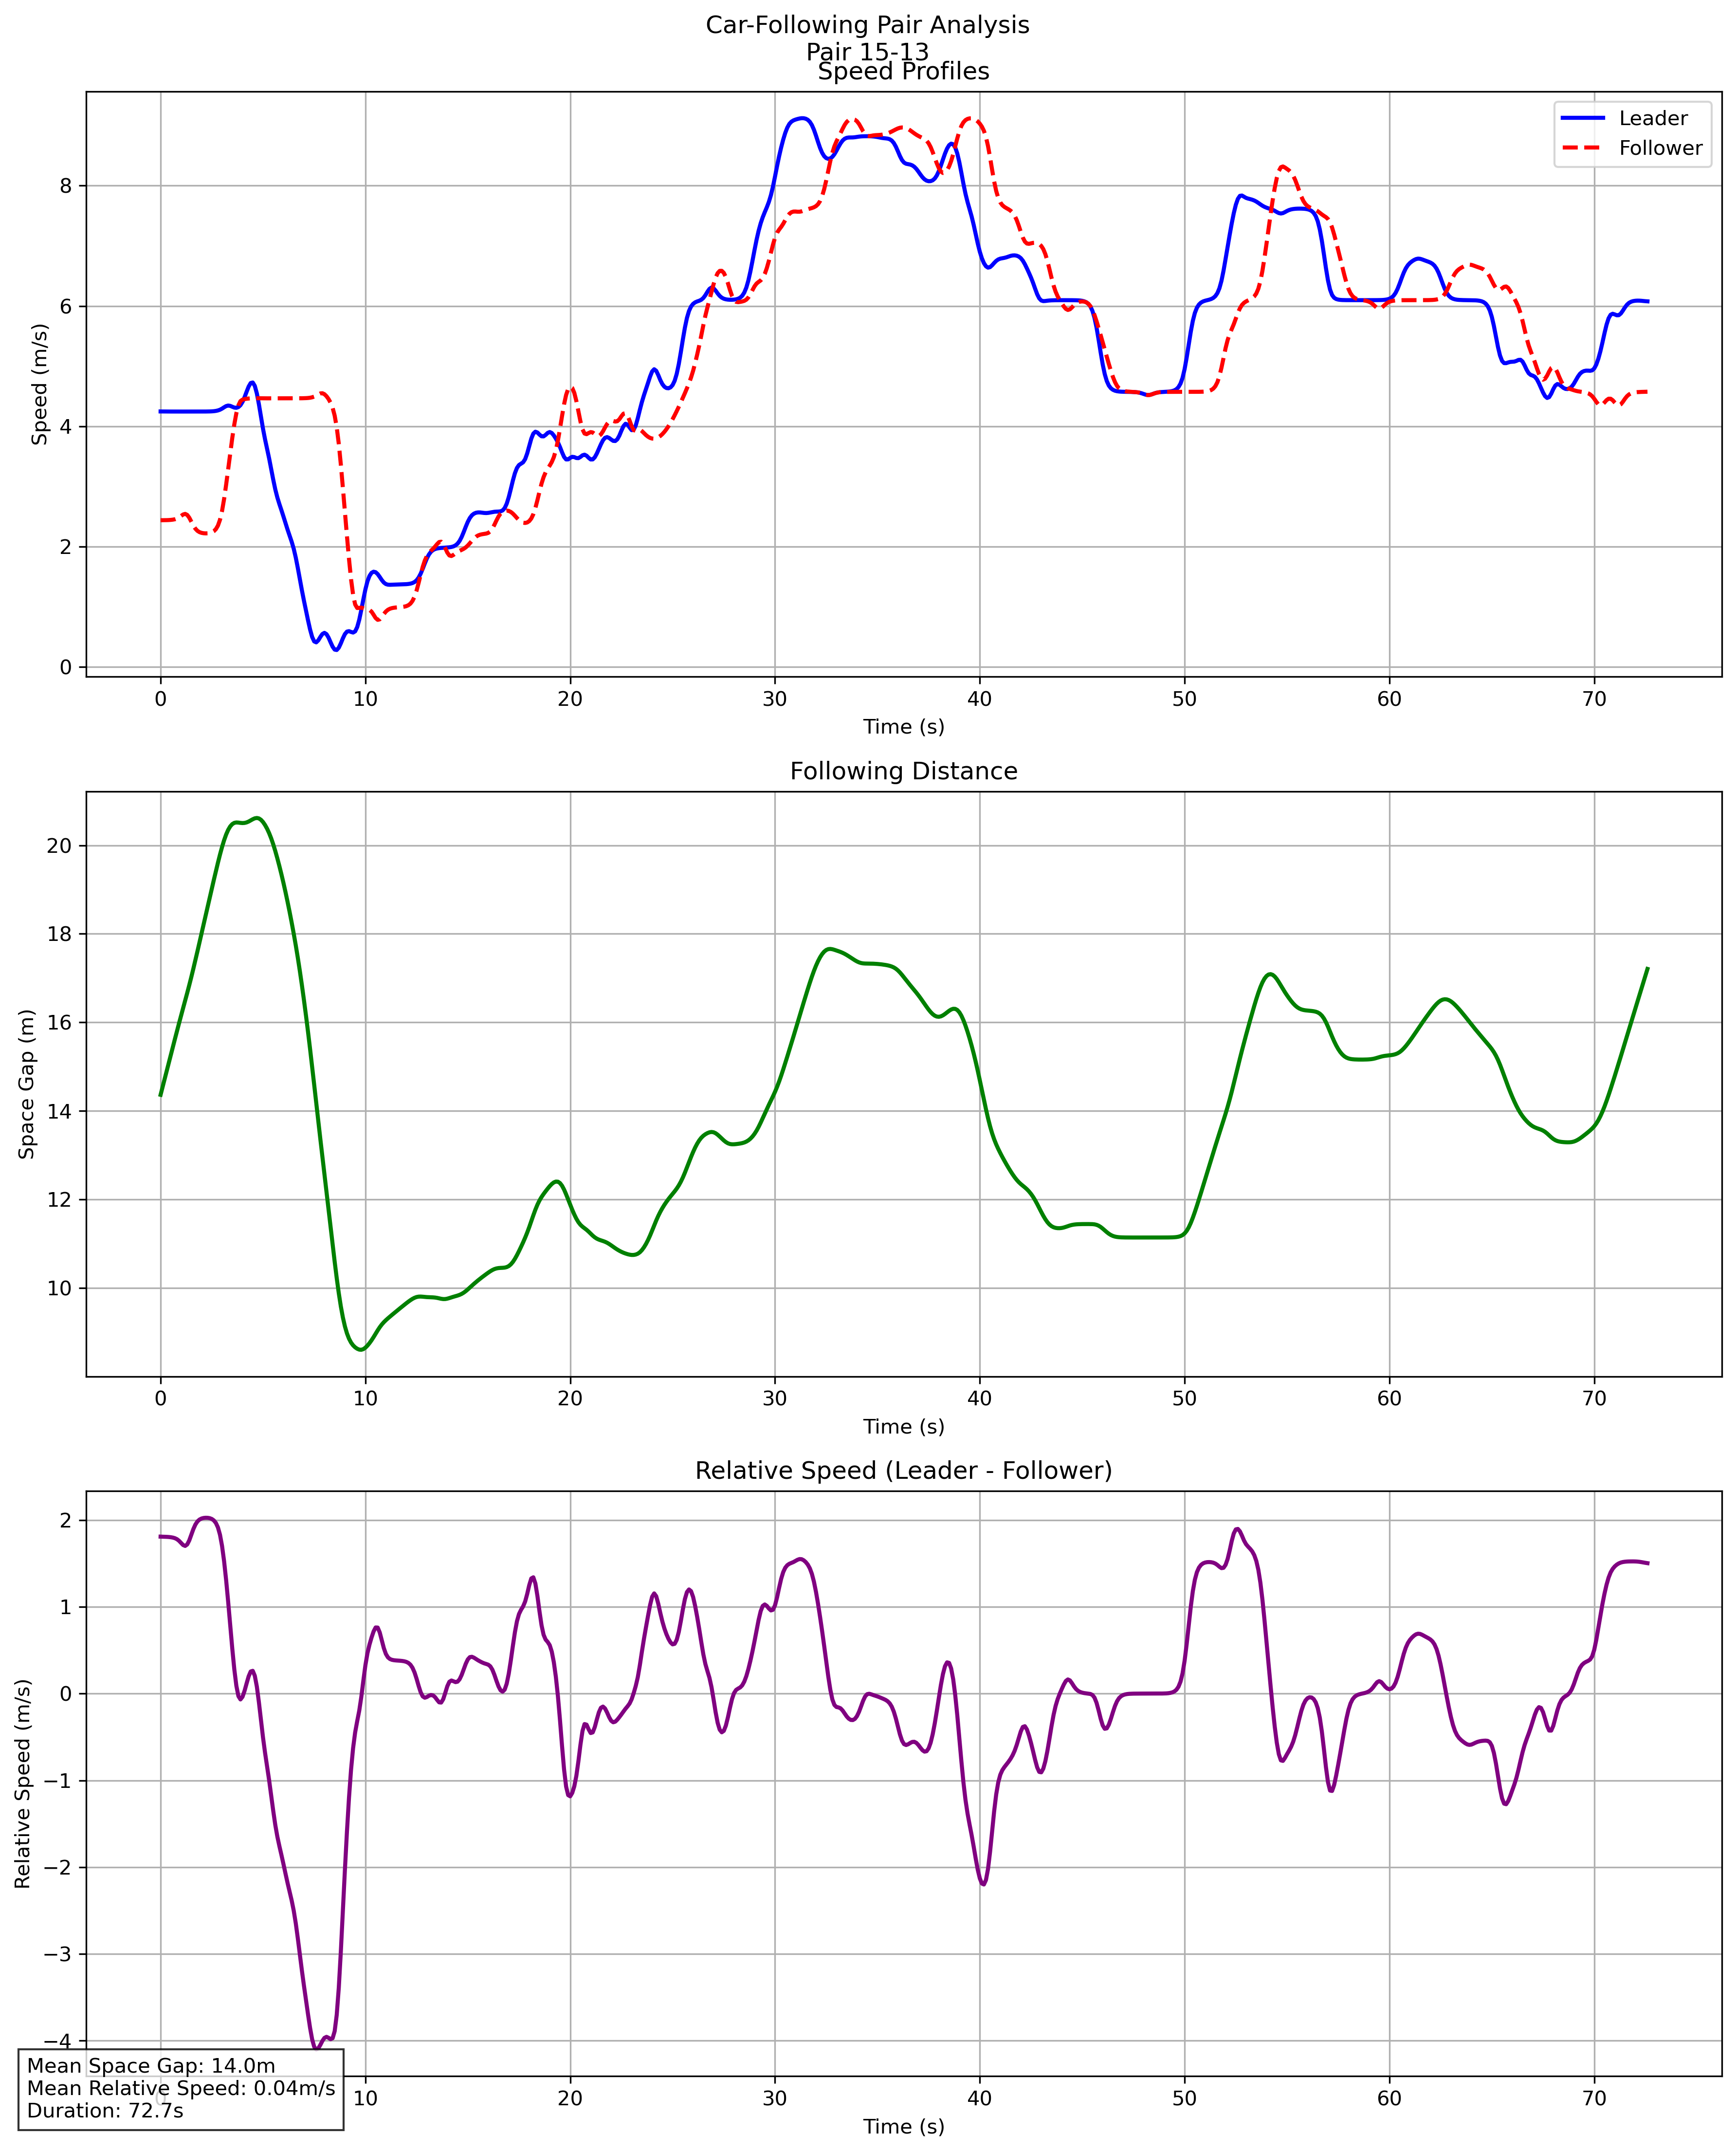 Car-Following Pair Analysis
Pair 15-13
Speed Profiles
Leader
Follower
8
6
4
2
0
Speed (m/s)
0 10 20 30 40 50 60 70
Time (s)
Following Distance
20
18
16
14
12
10
Space Gap (m)
0 10 20 30 40 50 60 70
Time (s)
Relative Speed (Leader - Follower)
2
1
0
−1
−2
−3
−4
Relative Speed (m/s)
0 10 20 30 40 50 60 70
Time (s)
Mean Space Gap: 14.0m
Mean Relative Speed: 0.04m/s
Duration: 72.7s